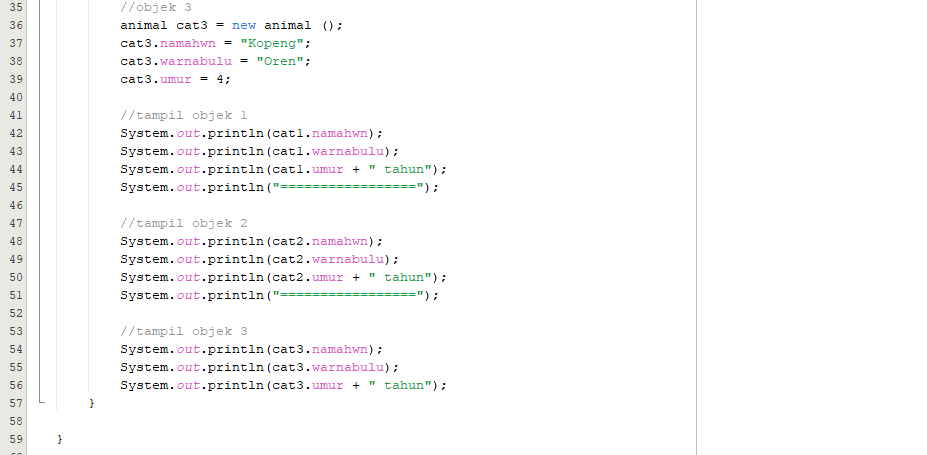 35 //objek 3
36 animal cat3 = new animal ();
37 cat3.namahwn = "Kopeng";
38 cat3.warnabulu = "Oren";
39 cat3.umur = 4;
40
41 //tampil objek 1
42 System.out.println(cat1.namahwn);
43 System.out.println(cat1.warnabulu);
44 System.out.println(cat1.umur + " tahun");
45 System.out.println("=================");
46
47 //tampil objek 2
48 System.out.println(cat2.namahwn);
49 System.out.println(cat2.warnabulu);
50 System.out.println(cat2.umur + " tahun");
51 System.out.println("=================");
52
53 //tampil objek 3
54 System.out.println(cat3.namahwn);
55 System.out.println(cat3.warnabulu);
56 System.out.println(cat3.umur + " tahun");
57 }
58
59 }